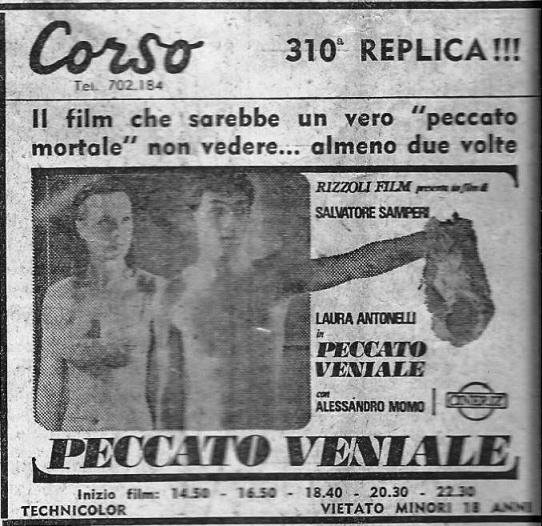 Corso
310ª REPLICA!!!
Tel. 702.184
Il film che sarebbe un vero "peccato
mortale" non vedere... almeno due volte
RIZZOLI FILM presenta un film di
SALVATORE SAMPERI
LAURA ANTONELLI
in
PECCATO
VENIALE
con
ALESSANDRO MOMO
CINERIZ
PECCATO VENIALE
Inizio film: 14.50 - 16.50 - 18.40 - 20.30 - 22.30
TECHNICOLOR VIETATO MINORI 18 ANNI